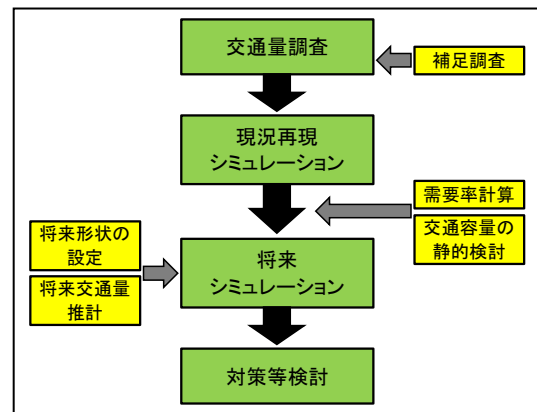 交通量調査
補足調査
現況再現
シミュレーション
需要率計算
交通容量の
静的検討
将来形状の
設定
将来交通量
推計
将来
シミュレーション
対策等検討